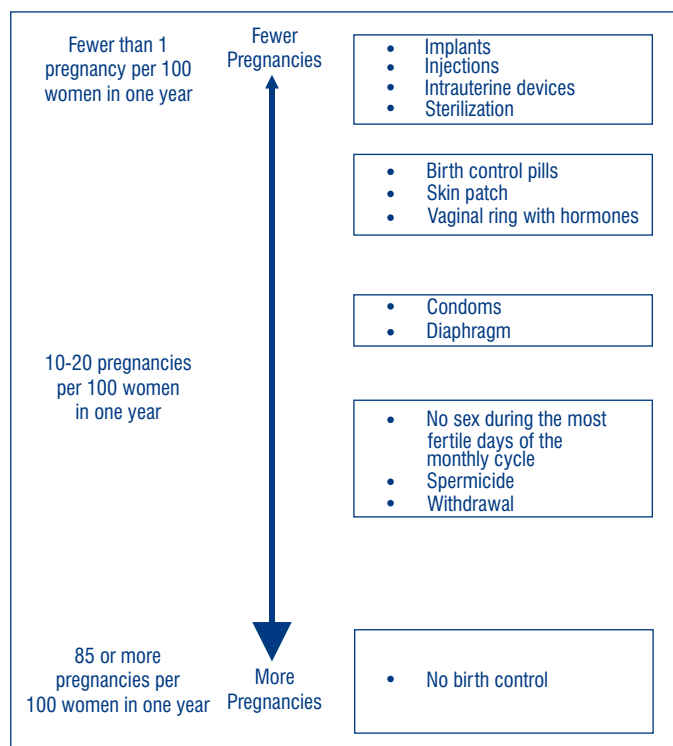 Fewer than 1
pregnancy per 100
women in one year
Fewer
Pregnancies
• Implants
• Injections
• Intrauterine devices
• Sterilization
• Birth control pills
• Skin patch
• Vaginal ring with hormones
• Condoms
• Diaphragm
10-20 pregnancies
per 100 women
in one year
• No sex during the most
fertile days of the
monthly cycle
• Spermicide
• Withdrawal
85 or more
pregnancies per
100 women in one year
More
Pregnancies
• No birth control